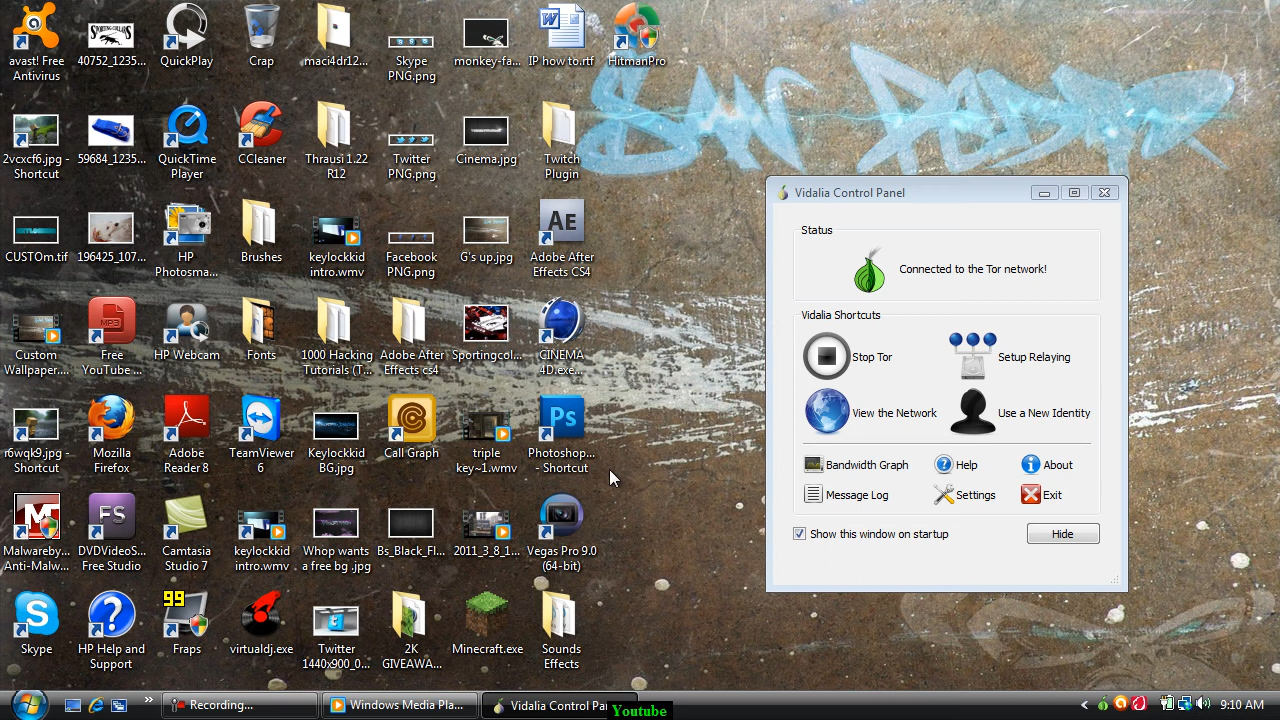 avast! Free Antivirus
40752_1235...
QuickPlay
Crap
maci4dr12...
Skype PNG.png
monkey-fa...
IP how to.rtf
HitmanPro
2vcxcf6.jpg - Shortcut
59684_1235...
QuickTime Player
CCleaner
Thrausi 1.22 R12
Twitter PNG.png
Cinema.jpg
Twitch Plugin
CUSTOm.tif
196425_107...
HP Photosma...
Brushes
keylockkid intro.wmv
Facebook PNG.png
G's up.jpg
AE
Adobe After Effects CS4
Custom Wallpaper....
MP3
Free YouTube ...
HP Webcam
Fonts
1000 Hacking Tutorials (T...
Adobe After Effects cs4
Sportingcol...
CINEMA 4D.exe...
r6wqk9.jpg - Shortcut
Mozilla Firefox
Adobe Reader 8
TeamViewer 6
Keylockkid BG.jpg
Call Graph
triple key~1.wmv
Ps
Photoshop... - Shortcut
Malwareby... Anti-Malw...
FS
DVDVideoS... Free Studio
Camtasia Studio 7
keylockkid intro.wmv
Whop wants a free bg .jpg
Bs_Black_Fl...
2011_3_8_1...
Vegas Pro 9.0 (64-bit)
Skype
HP Help and Support
99
Fraps
virtualdj.exe
Twitter 1440x900_0...
2K GIVEAWA...
Minecraft.exe
Sounds Effects
Vidalia Control Panel
Status
Connected to the Tor network!
Vidalia Shortcuts
Stop Tor
Setup Relaying
View the Network
Use a New Identity
Bandwidth Graph
Help
About
Message Log
Settings
Exit
Show this window on startup
Hide
Recording...
Windows Media Pla...
Vidalia Control Pan
Youtube
9:10 AM